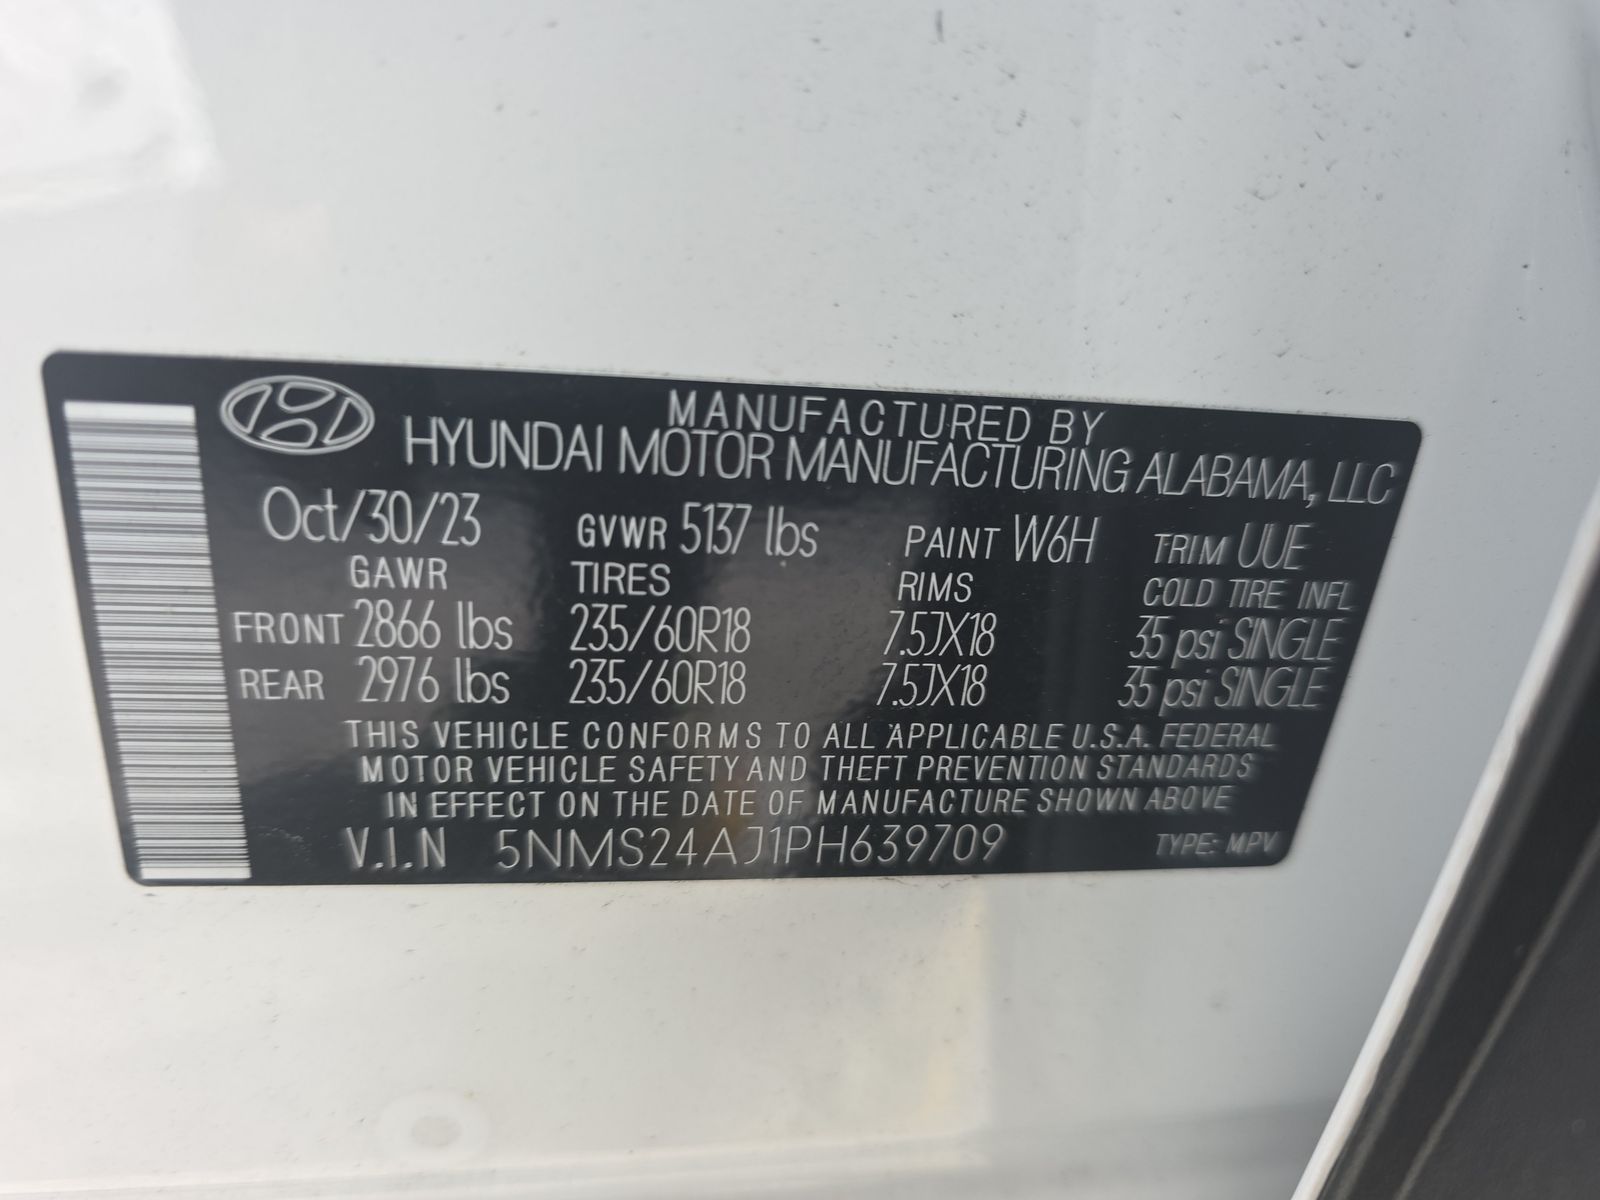 MANUFACTURED BY
HYUNDAI MOTOR MANUFACTURING ALABAMA, LLC
Oct/30/23 GVWR 5137 lbs PAINT W6H TRIM UUE
GAWR TIRES RIMS COLD TIRE INFL
FRONT 2866 lbs 235/60R18 7.5JX18 35 psi SINGLE
REAR 2976 lbs 235/60R18 7.5JX18 35 psi SINGLE
THIS VEHICLE CONFORMS TO ALL APPLICABLE U.S.A. FEDERAL
MOTOR VEHICLE SAFETY AND THEFT PREVENTION STANDARDS
IN EFFECT ON THE DATE OF MANUFACTURE SHOWN ABOVE
V.I.N 5NMS24AJ1PH639709 TYPE: MPV